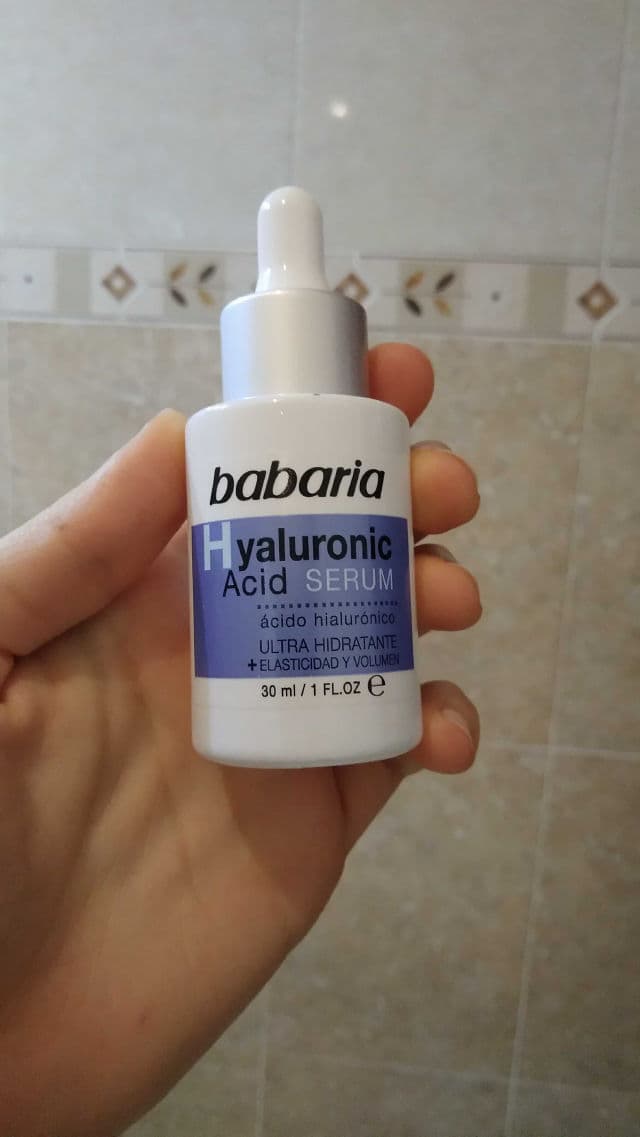 babaria
Hyaluronic
Acid SERUM
ácido hialurónico
ULTRA HIDRATANTE
+ELASTICIDAD Y VOLUMEN
30 ml / 1 FL.OZ ℮